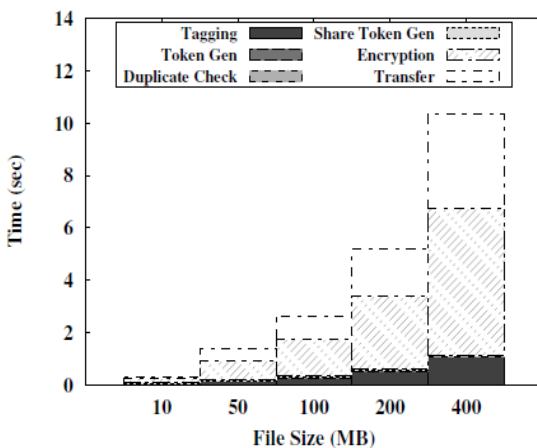 14
12
10
8
6
4
2
0
Time (sec)
Tagging
Token Gen
Duplicate Check
Share Token Gen
Encryption
Transfer
10 50 100 200 400
File Size (MB)